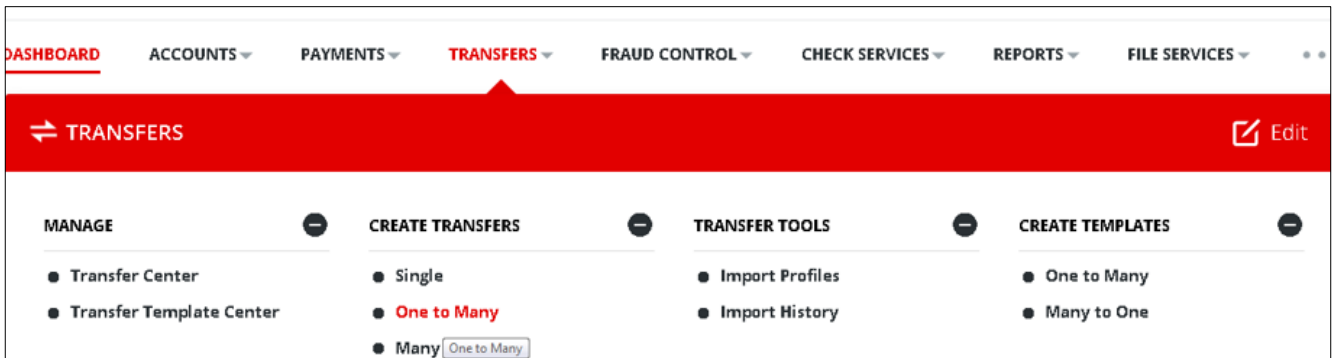 DASHBOARD ACCOUNTS PAYMENTS TRANSFERS FRAUD CONTROL CHECK SERVICES REPORTS FILE SERVICES
TRANSFERS Edit
MANAGE CREATE TRANSFERS TRANSFER TOOLS CREATE TEMPLATES
Transfer Center Single Import Profiles One to Many
Transfer Template Center One to Many Import History Many to One
Many One to Many